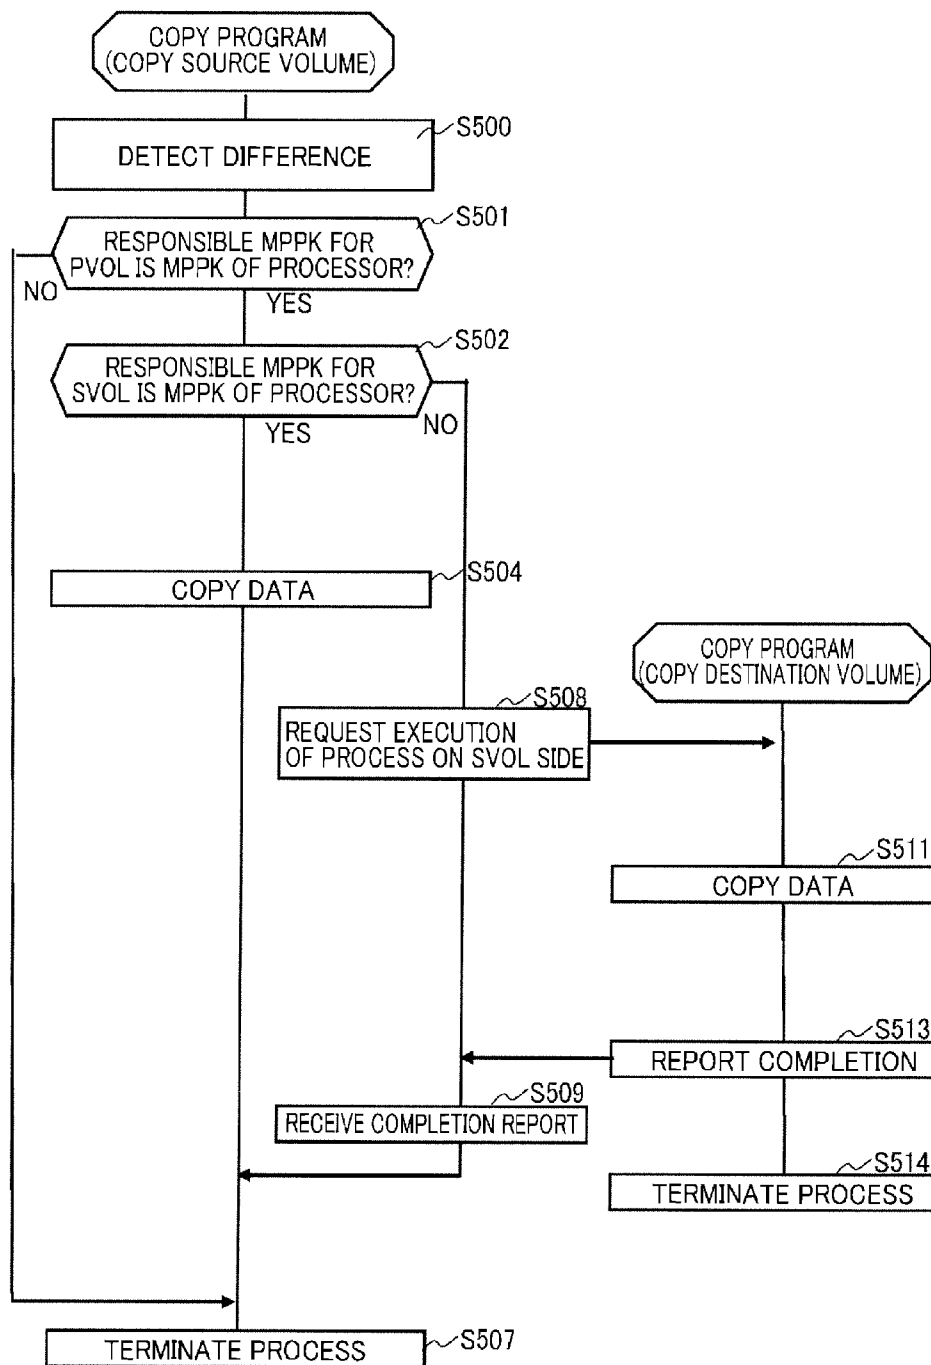 COPY PROGRAM
(COPY SOURCE VOLUME)
S500
DETECT DIFFERENCE
S501
RESPONSIBLE MPPK FOR
PVOL IS MPPK OF PROCESSOR?
NO
YES
S502
RESPONSIBLE MPPK FOR
SVOL IS MPPK OF PROCESSOR?
YES
NO
S504
COPY DATA
COPY PROGRAM
(COPY DESTINATION VOLUME)
S508
REQUEST EXECUTION
OF PROCESS ON SVOL SIDE
S511
COPY DATA
S513
REPORT COMPLETION
S509
RECEIVE COMPLETION REPORT
S514
TERMINATE PROCESS
S507
TERMINATE PROCESS